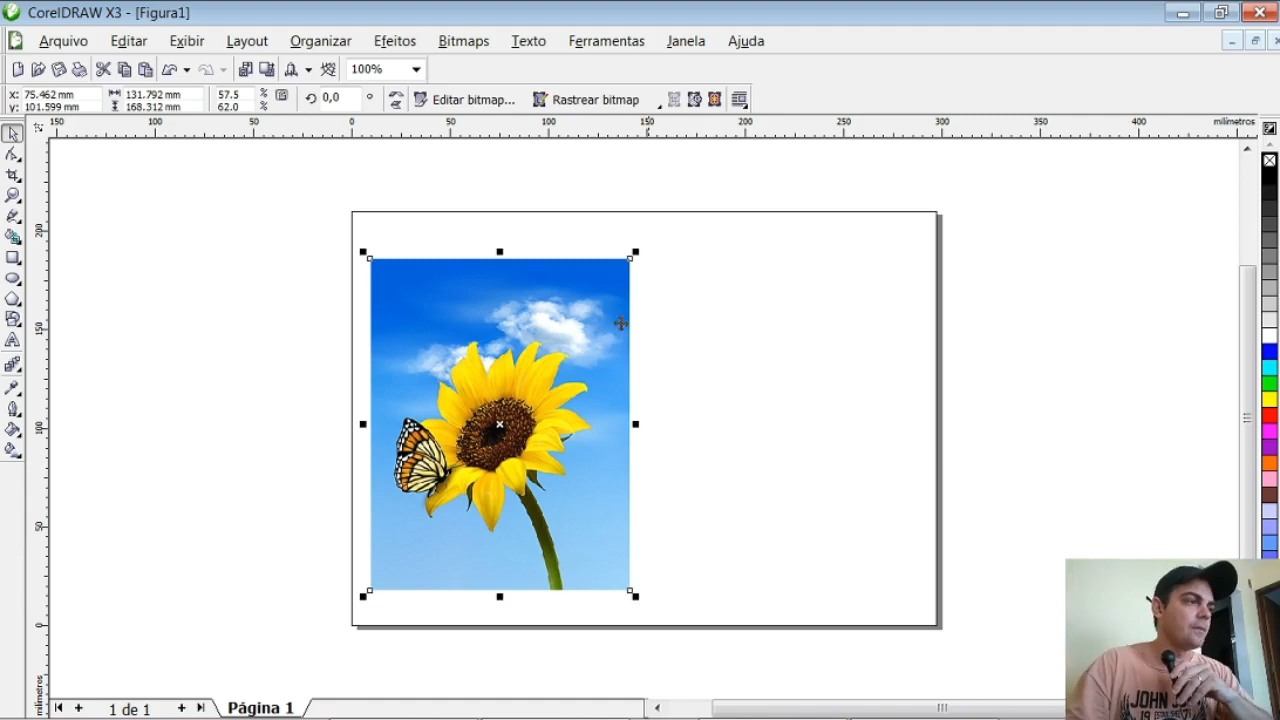 CorelDRAW X3 - [Figura1]
Arquivo Editar Exibir Layout Organizar Efeitos Bitmaps Texto Ferramentas Janela Ajuda
100%
x: 75.462 mm 131.792 mm 57.5 %
y: 101.599 mm 168.312 mm 62.0 %
0,0 °
Editar bitmap...
Rastrear bitmap
150 100 50 0 50 100 150 200 250 300 350 400 milímetros
200
150
100
50
0
milímetros
1 de 1
Página 1
JOHN
19